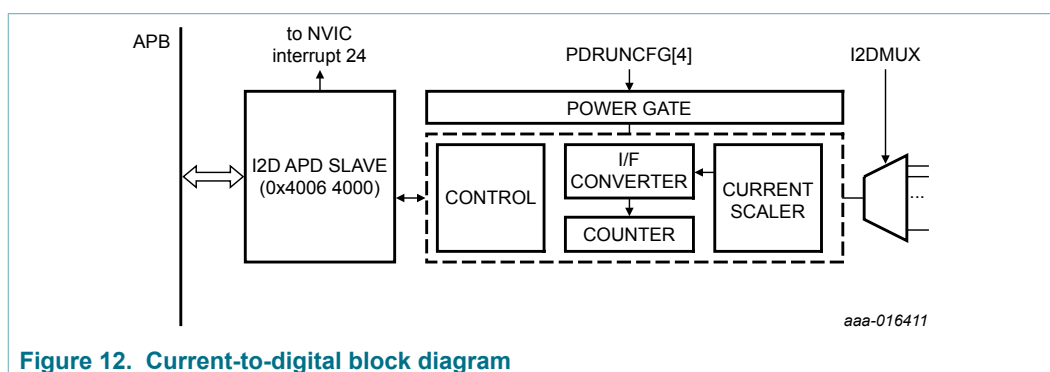 APB
to NVIC
interrupt 24
PDRUNCFG[4]
I2DMUX
POWER GATE
I2D APD SLAVE
(0x4006 4000)
CONTROL
I/F
CONVERTER
COUNTER
CURRENT
SCALER
...
aaa-016411
Figure 12. Current-to-digital block diagram